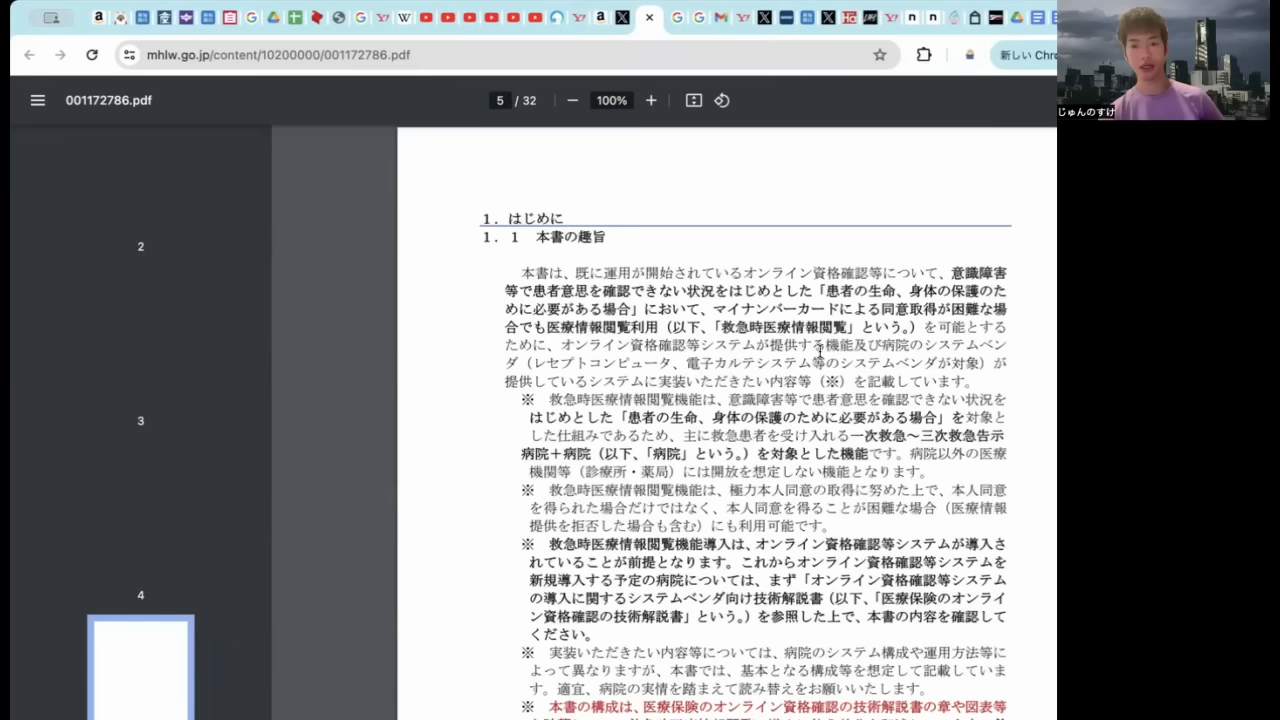 mhlw.go.jp/content/10200000/001172786.pdf
新しい Chr
001172786.pdf
5 / 32
100%
じゅんのすけ
2
3
4
1．はじめに
1．1 本書の趣旨
本書は、既に運用が開始されているオンライン資格確認等について、意識障害
等で患者意思を確認できない状況をはじめとした「患者の生命、身体の保護のた
めに必要がある場合」において、マイナンバーカードによる同意取得が困難な場
合でも医療情報閲覧利用（以下、「救急時医療情報閲覧」という。）を可能とする
ために、オンライン資格確認等システムが提供する機能及び病院のシステムベン
ダ（レセプトコンピュータ、電子カルテシステム等のシステムベンダが対象）が
提供しているシステムに実装いただきたい内容等（※）を記載しています。
※ 救急時医療情報閲覧機能は、意識障害等で患者意思を確認できない状況を
はじめとした「患者の生命、身体の保護のために必要がある場合」を対象と
した仕組みであるため、主に救急患者を受け入れる一次救急～三次救急告示
病院＋病院（以下、「病院」という。）を対象とした機能です。病院以外の医療
機関等（診療所・薬局）には開放を想定しない機能となります。
※ 救急時医療情報閲覧機能は、極力本人同意の取得に努めた上で、本人同意
を得られた場合だけではなく、本人同意を得ることが困難な場合（医療情報
提供を拒否した場合も含む）にも利用可能です。
※ 救急時医療情報閲覧機能導入は、オンライン資格確認等システムが導入さ
れていることが前提となります。これからオンライン資格確認等システムを
新規導入する予定の病院については、まず「オンライン資格確認等システム
の導入に関するシステムベンダ向け技術解説書（以下、「医療保険のオンライ
ン資格確認の技術解説書」という。）を参照した上で、本書の内容を確認して
ください。
※ 実装いただきたい内容等については、病院のシステム構成や運用方法等に
よって異なりますが、本書では、基本となる構成等を想定して記載していま
す。適宜、病院の実情を踏まえて読み替えをお願いいたします。
※ 本書の構成は、医療保険のオンライン資格確認の技術解説書の章や図表等